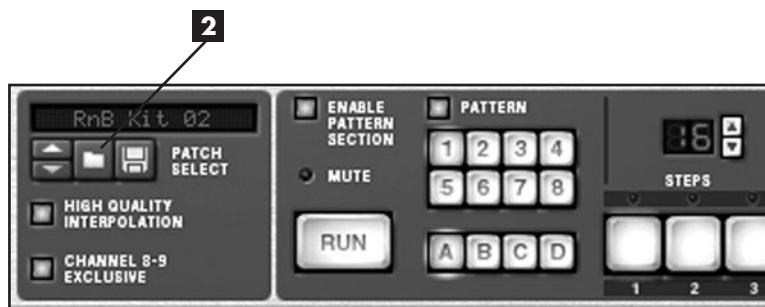 2
RnB Kit 02
PATCH
SELECT
HIGH QUALITY
INTERPOLATION
CHANNEL 8-9
EXCLUSIVE
ENABLE
PATTERN
SECTION
MUTE
RUN
PATTERN
1 2 3 4
5 6 7 8
A B C D
16
STEPS
1 2 3